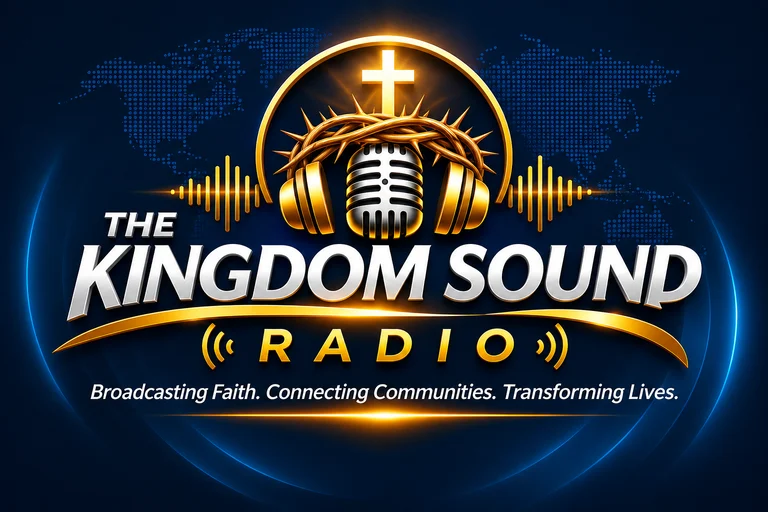 THE
KINGDOM SOUND
RADIO
Broadcasting Faith. Connecting Communities. Transforming Lives.